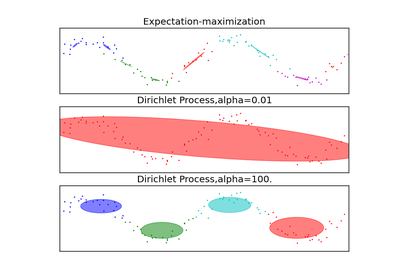 Expectation-maximization
Dirichlet Process,alpha=0.01
Dirichlet Process,alpha=100.